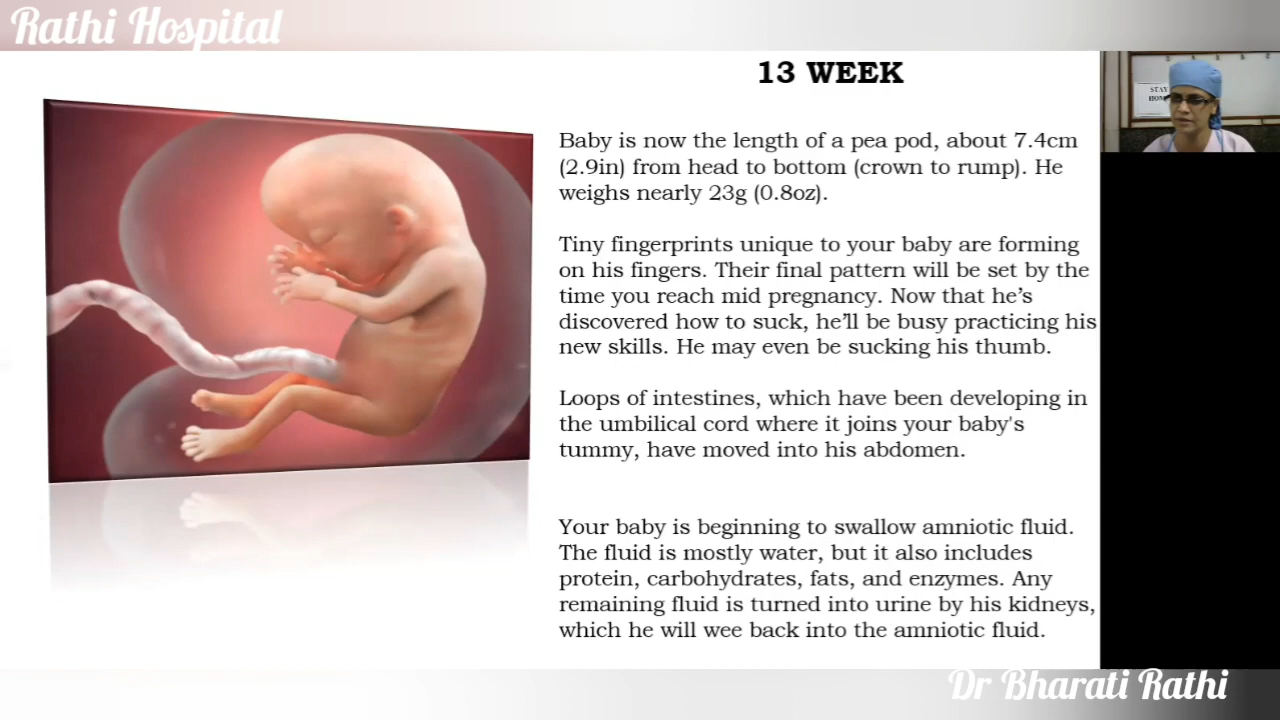 Rathi Hospital
13 WEEK
STAY
HOM
Baby is now the length of a pea pod, about 7.4cm
(2.9in) from head to bottom (crown to rump). He
weighs nearly 23g (0.8oz).
Tiny fingerprints unique to your baby are forming
on his fingers. Their final pattern will be set by the
time you reach mid pregnancy. Now that he’s
discovered how to suck, he’ll be busy practicing his
new skills. He may even be sucking his thumb.
Loops of intestines, which have been developing in
the umbilical cord where it joins your baby's
tummy, have moved into his abdomen.
Your baby is beginning to swallow amniotic fluid.
The fluid is mostly water, but it also includes
protein, carbohydrates, fats, and enzymes. Any
remaining fluid is turned into urine by his kidneys,
which he will wee back into the amniotic fluid.
Dr Bharati Rathi